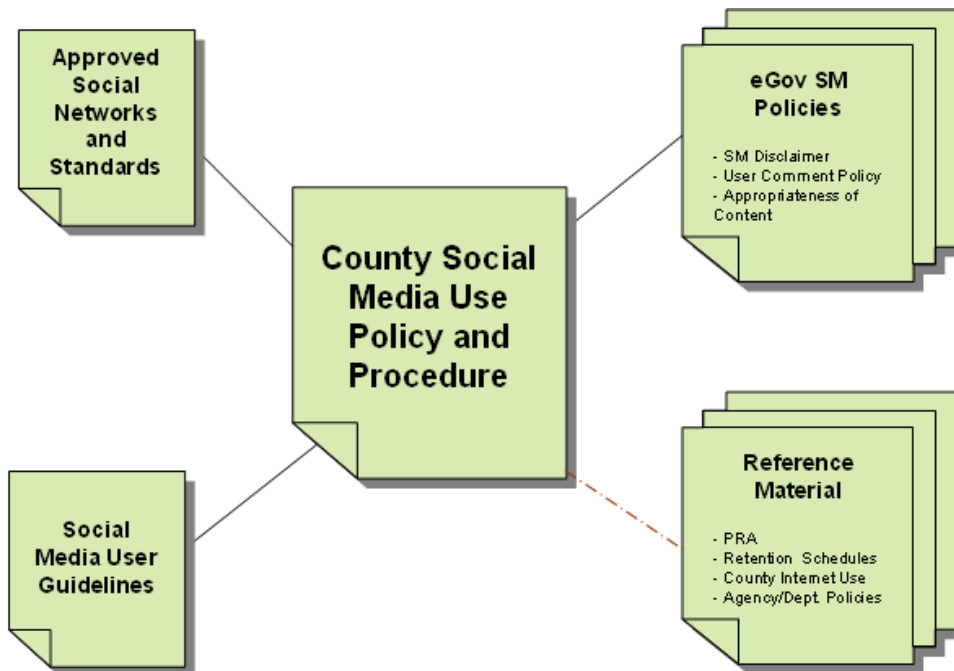 Approved
Social
Networks
and
Standards
eGov SM
Policies
- SM Disclaimer
- User Comment Policy
- Appropriateness of
Content
County Social
Media Use
Policy and
Procedure
Social
Media User
Guidelines
Reference
Material
- PRA
- Retention Schedules
- County Internet Use
- Agency/Dept. Policies